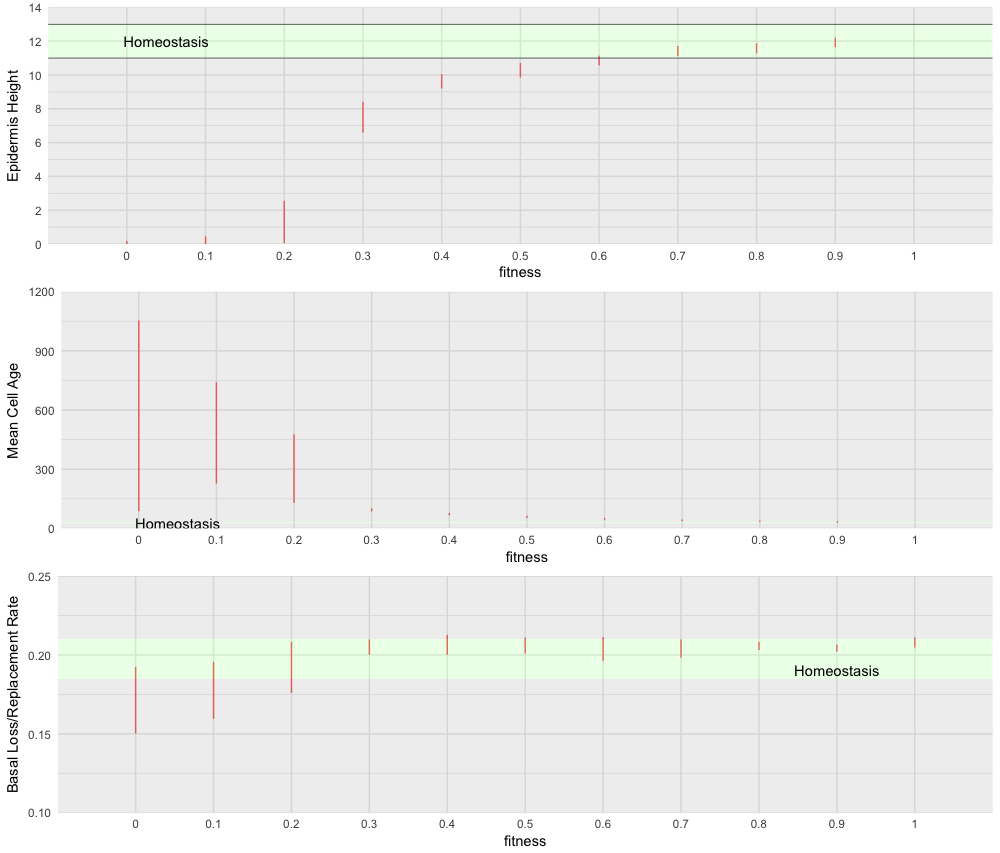 14
12
10
8
6
4
2
0
Epidermis Height
Homeostasis
0 0.1 0.2 0.3 0.4 0.5 0.6 0.7 0.8 0.9 1
fitness
1200
900
600
300
0
Mean Cell Age
Homeostasis
0 0.1 0.2 0.3 0.4 0.5 0.6 0.7 0.8 0.9 1
fitness
0.25
0.20
0.15
0.10
Basal Loss/Replacement Rate
Homeostasis
0 0.1 0.2 0.3 0.4 0.5 0.6 0.7 0.8 0.9 1
fitness